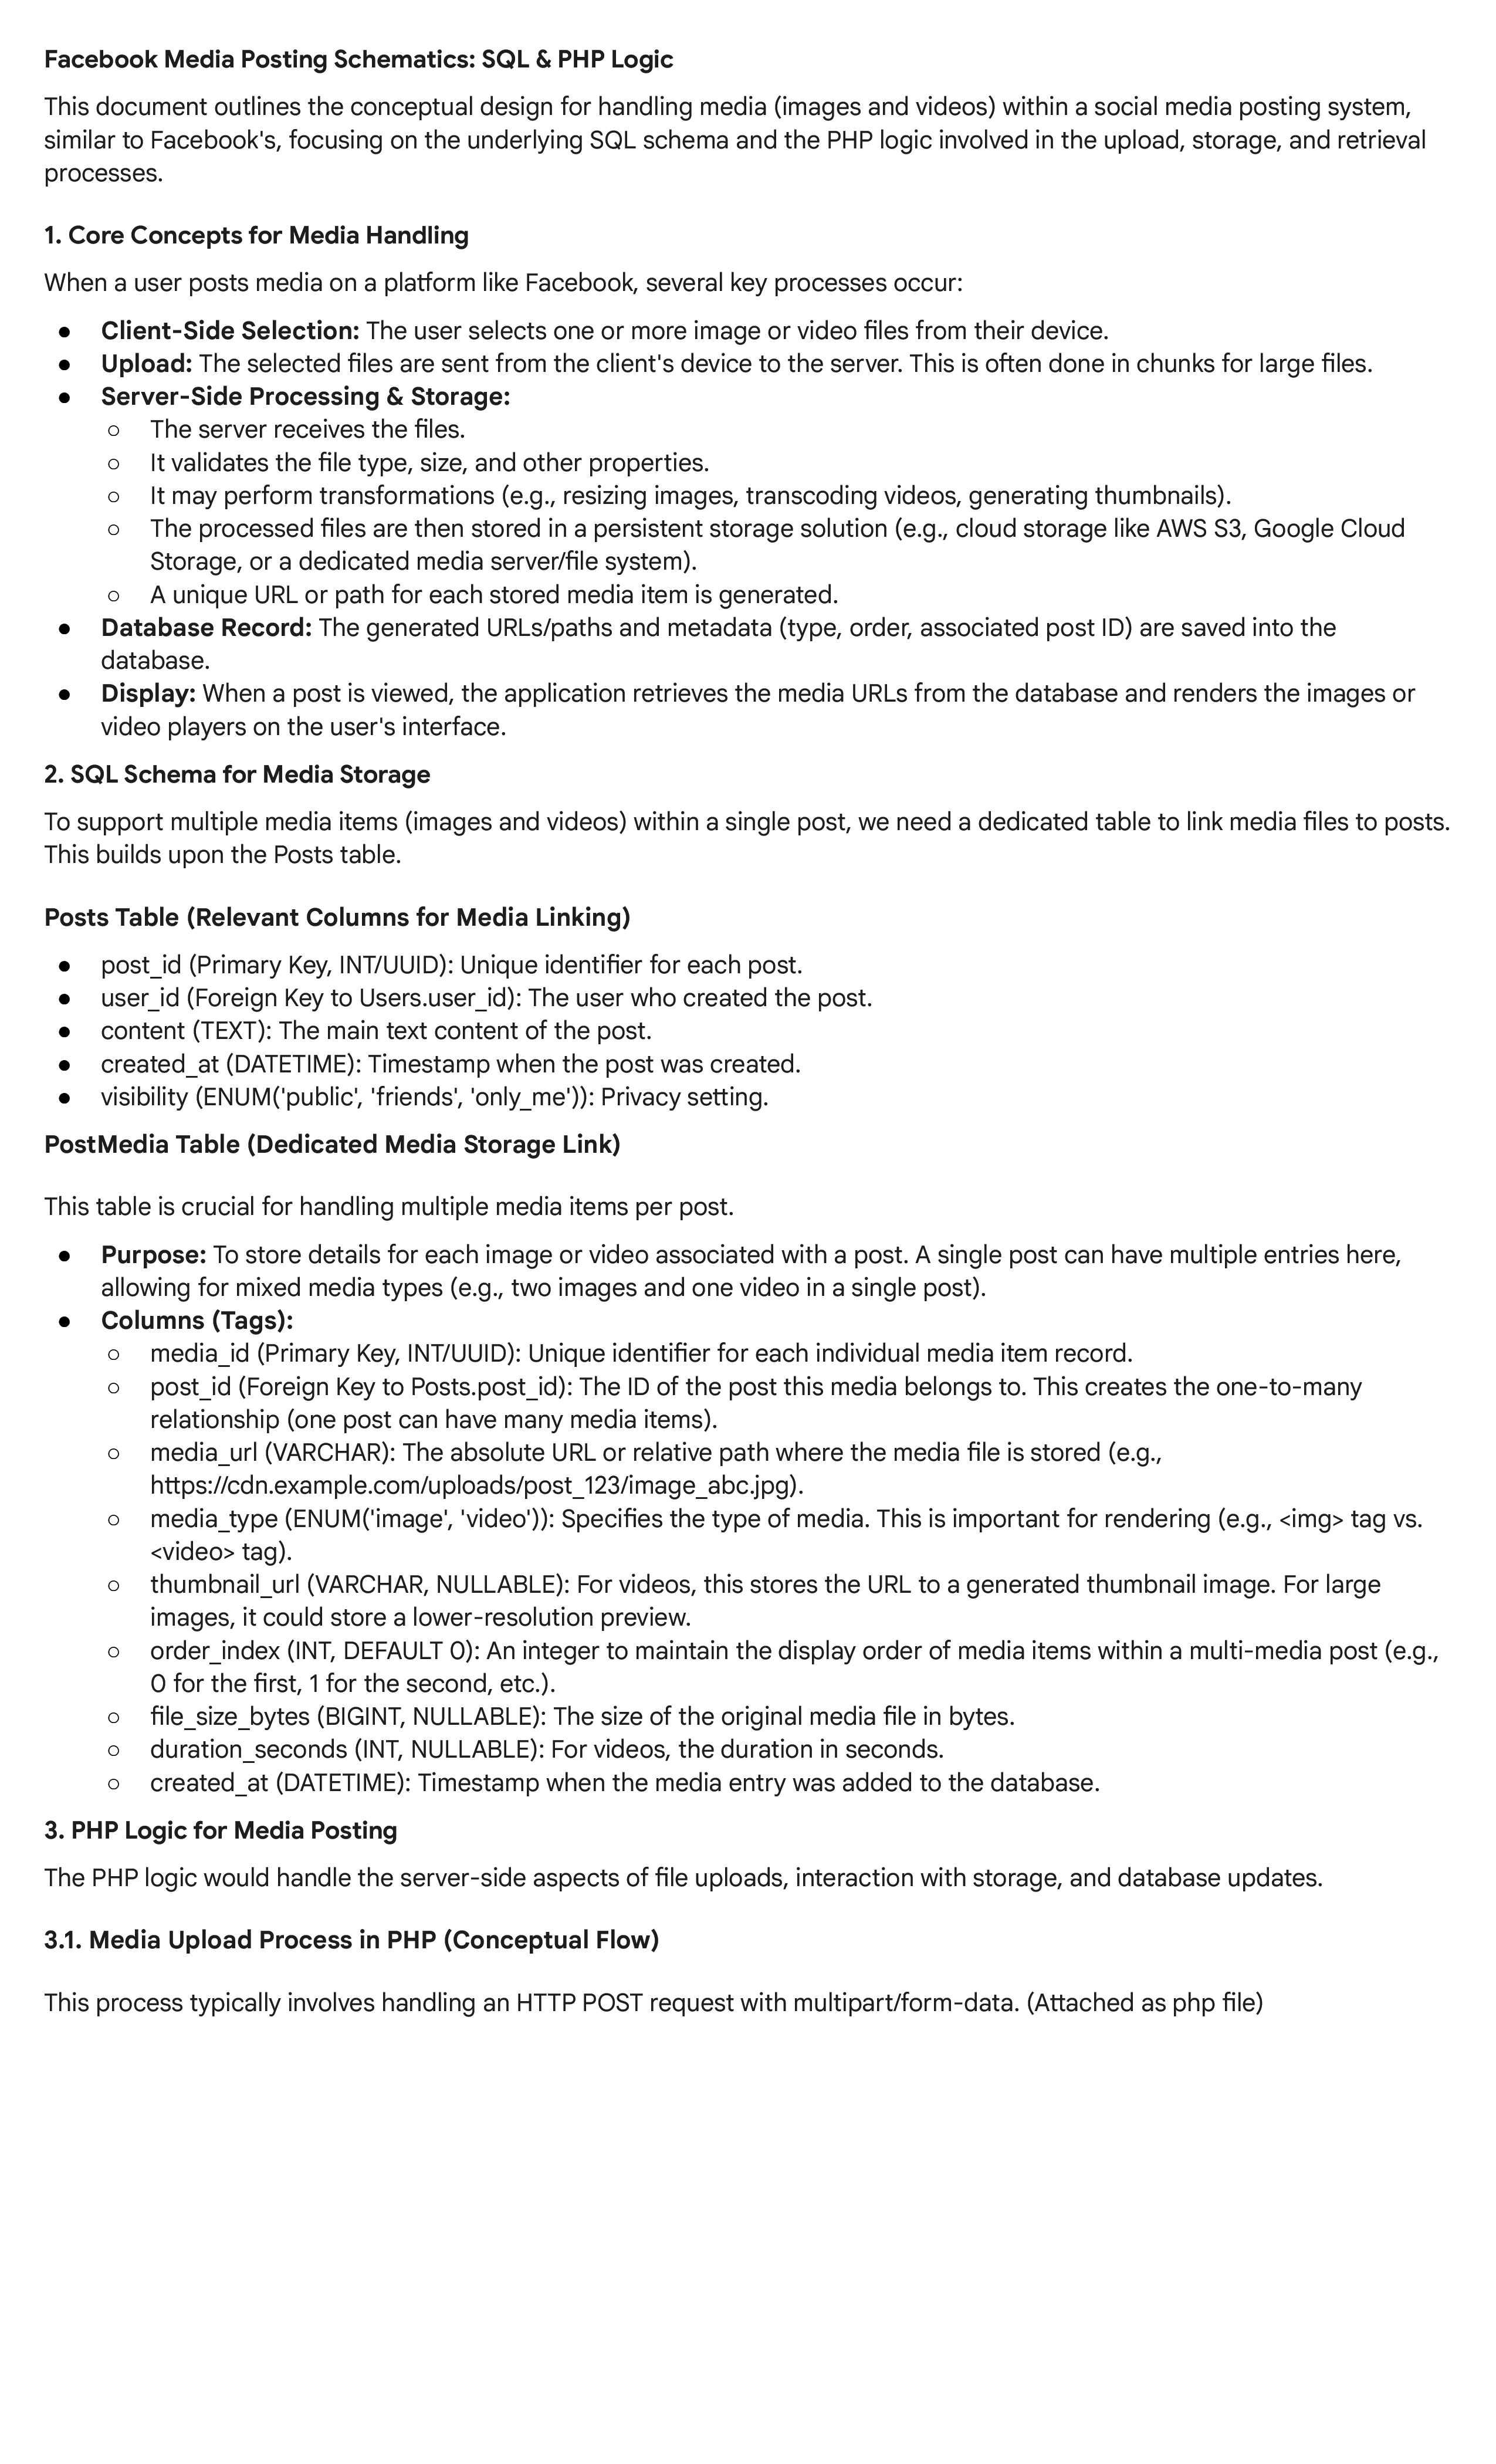 Facebook Media Posting Schematics: SQL & PHP Logic
This document outlines the conceptual design for handling media (images and videos) within a social media posting system,
similar to Facebook's, focusing on the underlying SQL schema and the PHP logic involved in the upload, storage, and retrieval
processes.
1. Core Concepts for Media Handling
When a user posts media on a platform like Facebook, several key processes occur:
● Client-Side Selection: The user selects one or more image or video files from their device.
● Upload: The selected files are sent from the client's device to the server. This is often done in chunks for large files.
● Server-Side Processing & Storage:
○ The server receives the files.
○ It validates the file type, size, and other properties.
○ It may perform transformations (e.g., resizing images, transcoding videos, generating thumbnails).
○ The processed files are then stored in a persistent storage solution (e.g., cloud storage like AWS S3, Google Cloud
Storage, or a dedicated media server/file system).
○ A unique URL or path for each stored media item is generated.
● Database Record: The generated URLs/paths and metadata (type, order, associated post ID) are saved into the
database.
● Display: When a post is viewed, the application retrieves the media URLs from the database and renders the images or
video players on the user's interface.
2. SQL Schema for Media Storage
To support multiple media items (images and videos) within a single post, we need a dedicated table to link media files to posts.
This builds upon the Posts table.
Posts Table (Relevant Columns for Media Linking)
● post_id (Primary Key, INT/UUID): Unique identifier for each post.
● user_id (Foreign Key to Users.user_id): The user who created the post.
● content (TEXT): The main text content of the post.
● created_at (DATETIME): Timestamp when the post was created.
● visibility (ENUM('public', 'friends', 'only_me')): Privacy setting.
PostMedia Table (Dedicated Media Storage Link)
This table is crucial for handling multiple media items per post.
● Purpose: To store details for each image or video associated with a post. A single post can have multiple entries here,
allowing for mixed media types (e.g., two images and one video in a single post).
● Columns (Tags):
○ media_id (Primary Key, INT/UUID): Unique identifier for each individual media item record.
○ post_id (Foreign Key to Posts.post_id): The ID of the post this media belongs to. This creates the one-to-many
relationship (one post can have many media items).
○ media_url (VARCHAR): The absolute URL or relative path where the media file is stored (e.g.,
https://cdn.example.com/uploads/post_123/image_abc.jpg).
○ media_type (ENUM('image', 'video')): Specifies the type of media. This is important for rendering (e.g., <img> tag vs.
<video> tag).
○ thumbnail_url (VARCHAR, NULLABLE): For videos, this stores the URL to a generated thumbnail image. For large
images, it could store a lower-resolution preview.
○ order_index (INT, DEFAULT 0): An integer to maintain the display order of media items within a multi-media post (e.g.,
0 for the first, 1 for the second, etc.).
○ file_size_bytes (BIGINT, NULLABLE): The size of the original media file in bytes.
○ duration_seconds (INT, NULLABLE): For videos, the duration in seconds.
○ created_at (DATETIME): Timestamp when the media entry was added to the database.
3. PHP Logic for Media Posting
The PHP logic would handle the server-side aspects of file uploads, interaction with storage, and database updates.
3.1. Media Upload Process in PHP (Conceptual Flow)
This process typically involves handling an HTTP POST request with multipart/form-data. (Attached as php file)